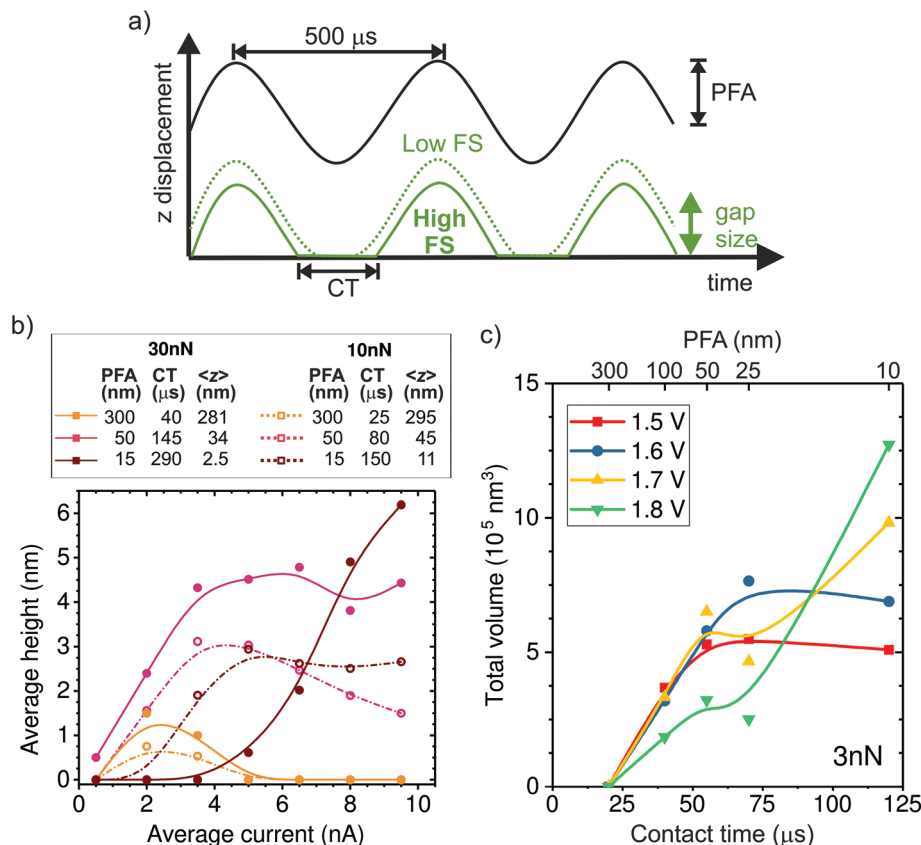 a)
500 μs
z displacement
PFA
Low FS
High
FS
gap
size
CT
time
b)
30nN 10nN
PFA CT <z> PFA CT <z>
(nm) (μs) (nm) (nm) (μs) (nm)
300 40 281 300 25 295
50 145 34 50 80 45
15 290 2.5 15 150 11
Average height (nm)
6
5
4
3
2
1
0
0 2 4 6 8 10
Average current (nA)
c)
PFA (nm)
300 100 50 25 10
Total volume (10⁵ nm³)
15
10
5
0
1.5 V
1.6 V
1.7 V
1.8 V
3nN
0 25 50 75 100 125
Contact time (μs)